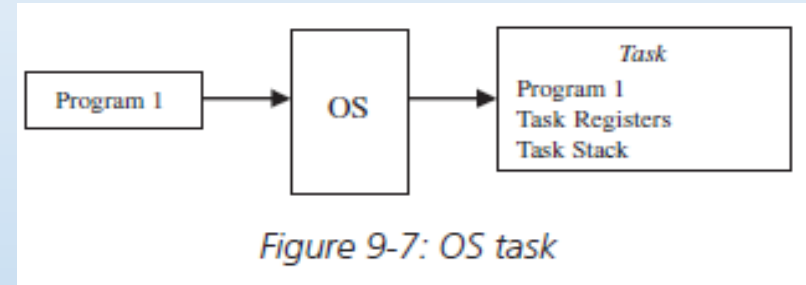 Program 1
OS
Task
Program 1
Task Registers
Task Stack
Figure 9-7: OS task